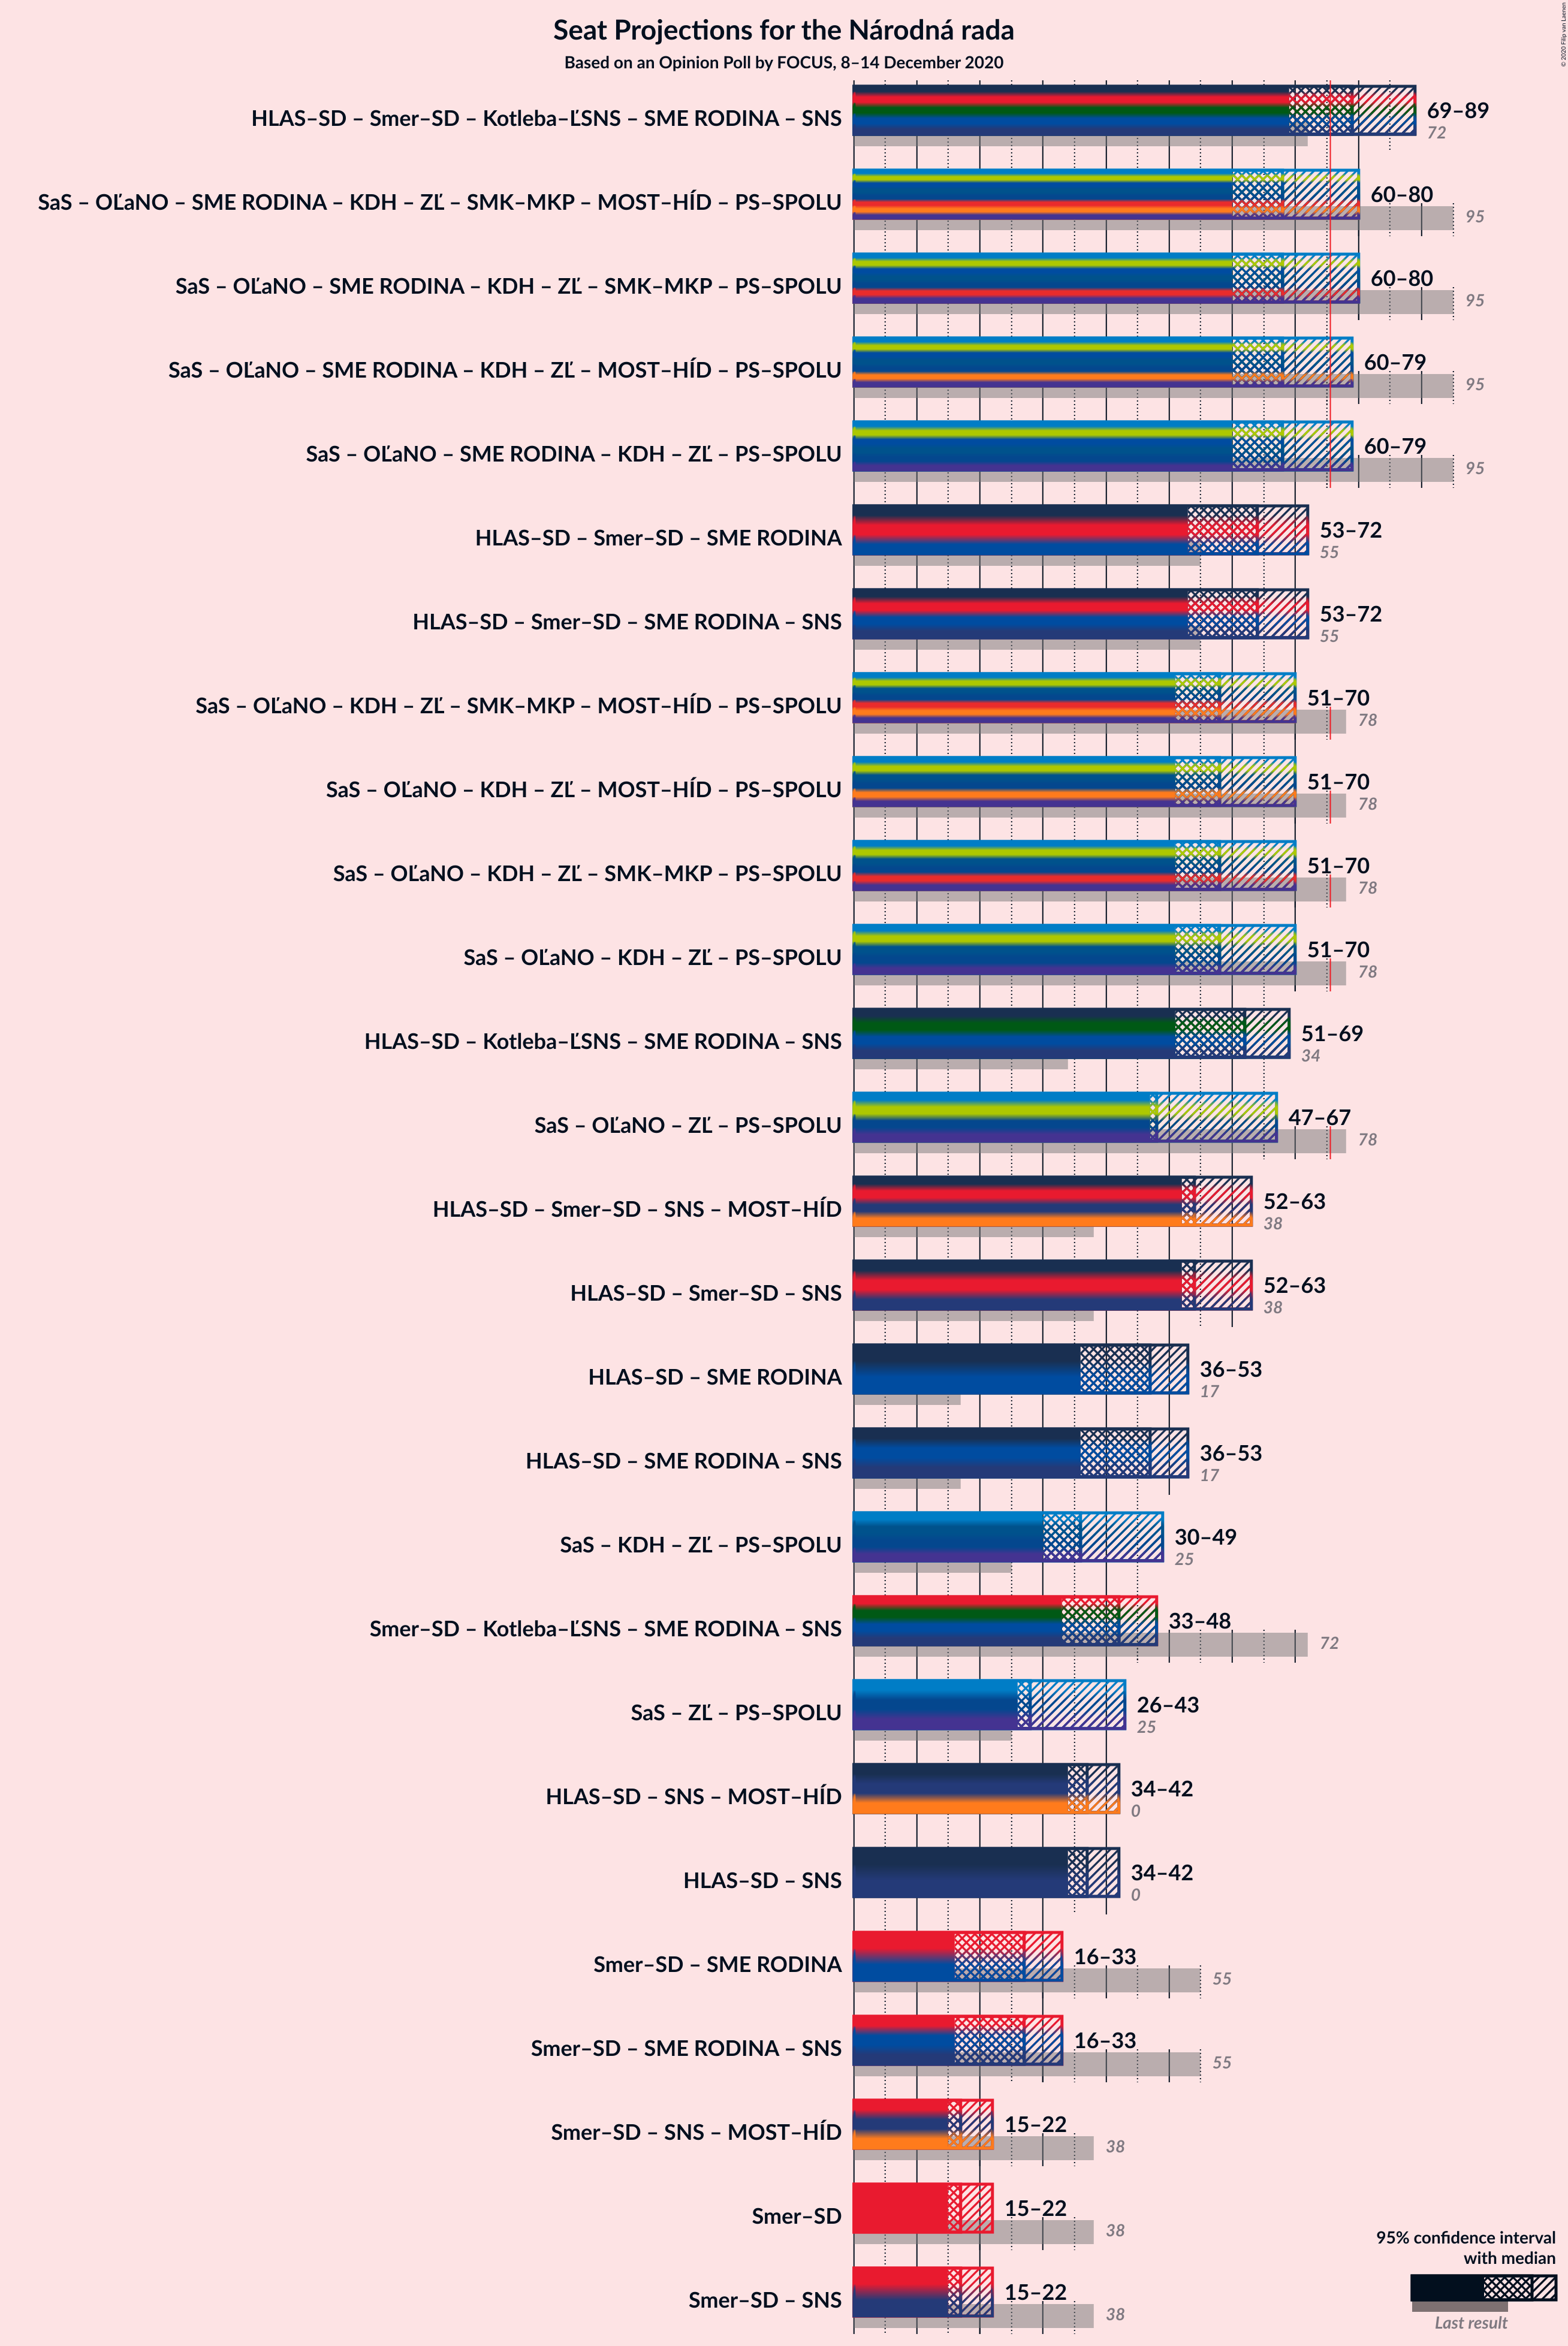 Seat Projections for the Národná rada
Based on an Opinion Poll by FOCUS, 8–14 December 2020
© 2020 Filip van Laenen
HLAS–SD – Smer–SD – Kotleba–ĽSNS – SME RODINA – SNS
69–89
72
SaS – OĽaNO – SME RODINA – KDH – ZĽ – SMK–MKP – MOST–HÍD – PS–SPOLU
60–80
95
SaS – OĽaNO – SME RODINA – KDH – ZĽ – SMK–MKP – PS–SPOLU
60–80
95
SaS – OĽaNO – SME RODINA – KDH – ZĽ – MOST–HÍD – PS–SPOLU
60–79
95
SaS – OĽaNO – SME RODINA – KDH – ZĽ – PS–SPOLU
60–79
95
HLAS–SD – Smer–SD – SME RODINA
53–72
55
HLAS–SD – Smer–SD – SME RODINA – SNS
53–72
55
SaS – OĽaNO – KDH – ZĽ – SMK–MKP – MOST–HÍD – PS–SPOLU
51–70
78
SaS – OĽaNO – KDH – ZĽ – MOST–HÍD – PS–SPOLU
51–70
78
SaS – OĽaNO – KDH – ZĽ – SMK–MKP – PS–SPOLU
51–70
78
SaS – OĽaNO – KDH – ZĽ – PS–SPOLU
51–70
78
HLAS–SD – Kotleba–ĽSNS – SME RODINA – SNS
51–69
34
SaS – OĽaNO – ZĽ – PS–SPOLU
47–67
78
HLAS–SD – Smer–SD – SNS – MOST–HÍD
52–63
38
HLAS–SD – Smer–SD – SNS
52–63
38
HLAS–SD – SME RODINA
36–53
17
HLAS–SD – SME RODINA – SNS
36–53
17
SaS – KDH – ZĽ – PS–SPOLU
30–49
25
Smer–SD – Kotleba–ĽSNS – SME RODINA – SNS
33–48
72
SaS – ZĽ – PS–SPOLU
26–43
25
HLAS–SD – SNS – MOST–HÍD
34–42
0
HLAS–SD – SNS
34–42
0
Smer–SD – SME RODINA
16–33
55
Smer–SD – SME RODINA – SNS
16–33
55
Smer–SD – SNS – MOST–HÍD
15–22
38
Smer–SD
15–22
38
Smer–SD – SNS
15–22
38
95% confidence interval
with median
Last result